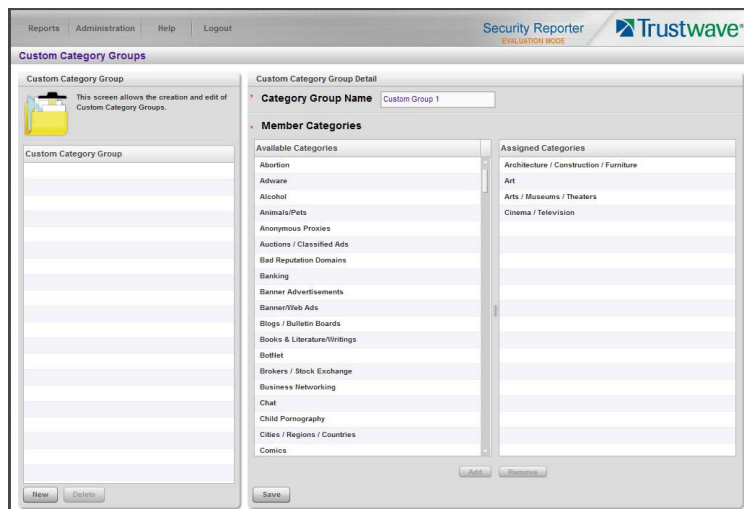 Reports Administration Help Logout
Security Reporter
EVALUATION MODE
Trustwave®
Custom Category Groups
Custom Category Group
This screen allows the creation and edit of
Custom Category Groups.
Custom Category Group
New Delete
Custom Category Group Detail
* Category Group Name Custom Group 1
* Member Categories
Available Categories
Abortion
Adware
Alcohol
Animals/Pets
Anonymous Proxies
Auctions / Classified Ads
Bad Reputation Domains
Banking
Banner Advertisements
Banner/Web Ads
Blogs / Bulletin Boards
Books & Literature/Writings
BotNet
Brokers / Stock Exchange
Business Networking
Chat
Child Pornography
Cities / Regions / Countries
Comics
Assigned Categories
Architecture / Construction / Furniture
Art
Arts / Museums / Theaters
Cinema / Television
Add Remove
Save